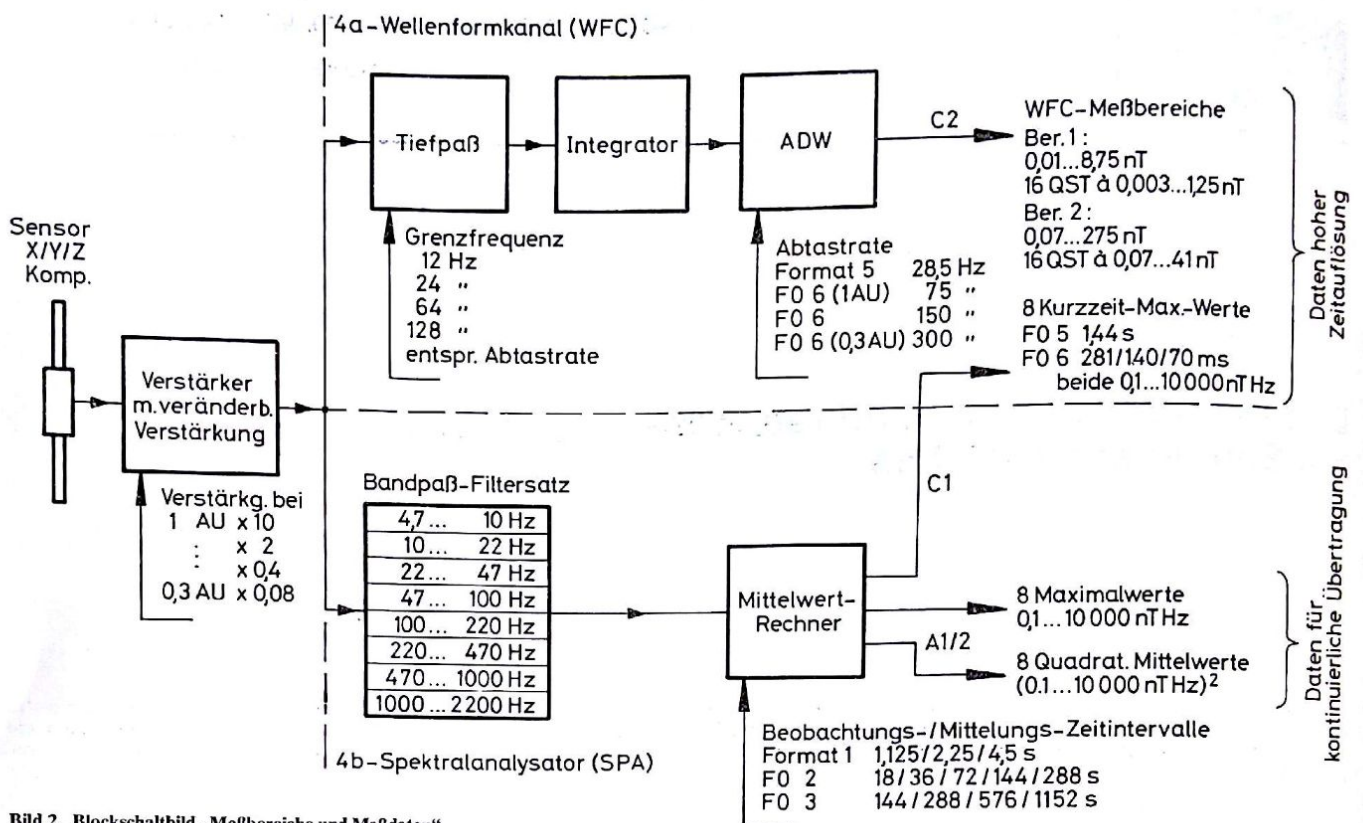 4a-Wellenformkanal (WFC)
Tiefpaß
Integrator
ADW
C2
WFC-Meßbereiche
Ber. 1 :
0,01...8,75 nT
16 QST à 0,003...1,25 nT
Ber. 2 :
0,07...275 nT
16 QST à 0,07...41 nT
8 Kurzzeit-Max.-Werte
FO 5 1,44 s
FO 6 281/140/70 ms
beide 0,1...10 000 nT Hz
Daten hoher
Zeitauflösung
Grenzfrequenz
12 Hz
24 "
64 "
128 "
entspr. Abtastrate
Abtastrate
Format 5 28,5 Hz
FO 6 (1AU) 75 "
FO 6 150 "
FO 6 (0,3 AU) 300 "
Sensor
X/Y/Z
Komp.
Verstärker
m. veränderb.
Verstärkung
Verstärkg. bei
1 AU x 10
: x 2
: x 0,4
0,3 AU x 0,08
Bandpaß-Filtersatz
4,7... 10 Hz
10... 22 Hz
22... 47 Hz
47... 100 Hz
100... 220 Hz
220... 470 Hz
470... 1000 Hz
1000... 2200 Hz
Mittelwert-
Rechner
C1
A1/2
8 Maximalwerte
0,1...10 000 nT Hz
8 Quadrat. Mittelwerte
(0.1...10 000 nT Hz)²
Daten für
kontinuierliche Übertragung
Beobachtungs-/Mittelungs-Zeitintervalle
Format 1 1,125/2,25/4,5 s
FO 2 18/36/72/144/288 s
FO 3 144/288/576/1152 s
4b-Spektralanalysator (SPA)
Bild 2 Blockschaltbild „Meßbereiche und Meßdaten“